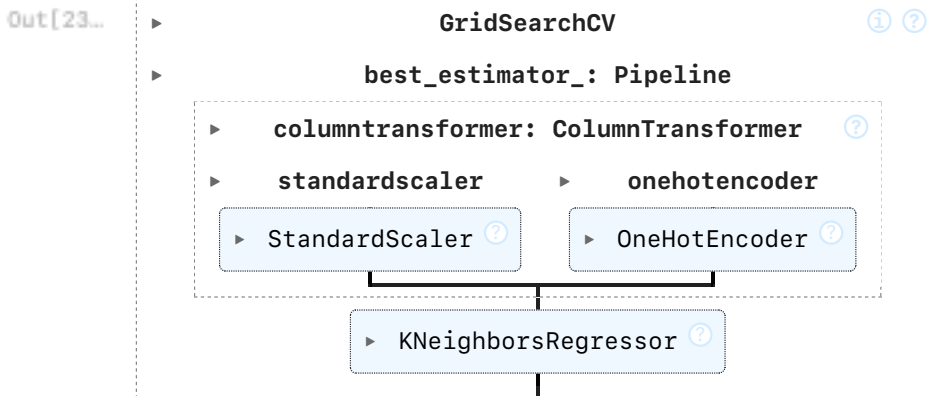 Out[23...
GridSearchCV
best_estimator_: Pipeline
columntransformer: ColumnTransformer
standardscaler onehotencoder
StandardScaler OneHotEncoder
KNeighborsRegressor